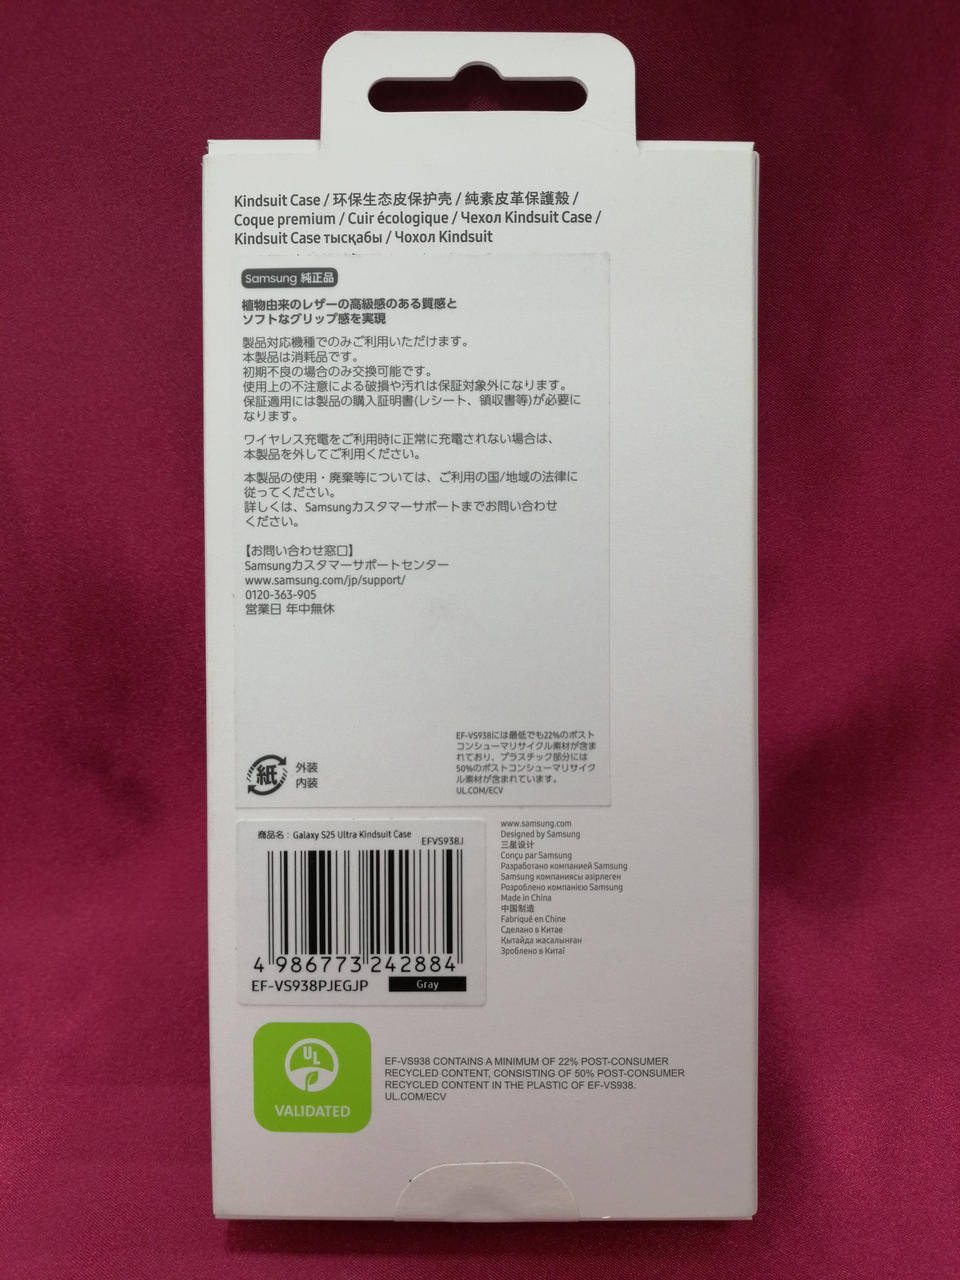 Kindsuit Case / 环保生态皮保护壳 / 純素皮革保護殼 /
Coque premium / Cuir écologique / Чехол Kindsuit Case /
Kindsuit Case тысқабы / Чохол Kindsuit
Samsung 純正品
植物由来のレザーの高級感のある質感と
ソフトなグリップ感を実現
製品対応機種でのみご利用いただけます。
本製品は消耗品です。
初期不良の場合のみ交換可能です。
使用上の不注意による破損や汚れは保証対象外になります。
保証適用には製品の購入証明書(レシート、領収書等)が必要に
なります。
ワイヤレス充電をご利用時に正常に充電されない場合は、
本製品を外してご利用ください。
本製品の使用・廃棄等については、ご利用の国/地域の法律に
従ってください。
詳しくは、Samsungカスタマーサポートまでお問い合わせ
ください。
【お問い合わせ窓口】
Samsungカスタマーサポートセンター
www.samsung.com/jp/support/
0120-363-905
営業日 年中無休
EF-VS938には最低でも22%のポスト
コンシューマリサイクル素材が含ま
れており、プラスチック部分には
50%のポストコンシューマリサイク
ル素材が含まれています。
UL.COM/ECV
紙
外装
内装
商品名：Galaxy S25 Ultra Kindsuit Case
EFVS938J
4 986773 242884
EF-VS938PJEGJP
Gray
www.samsung.com
Designed by Samsung
三星设计
Conçu par Samsung
Разработано компанией Samsung
Samsung компаниясы әзірлеген
Розроблено компанією Samsung
Made in China
中国制造
Fabriqué en Chine
Сделано в Китае
Қытайда жасалынған
Зроблено в Китаї
UL
VALIDATED
EF-VS938 CONTAINS A MINIMUM OF 22% POST-CONSUMER
RECYCLED CONTENT, CONSISTING OF 50% POST-CONSUMER
RECYCLED CONTENT IN THE PLASTIC OF EF-VS938.
UL.COM/ECV